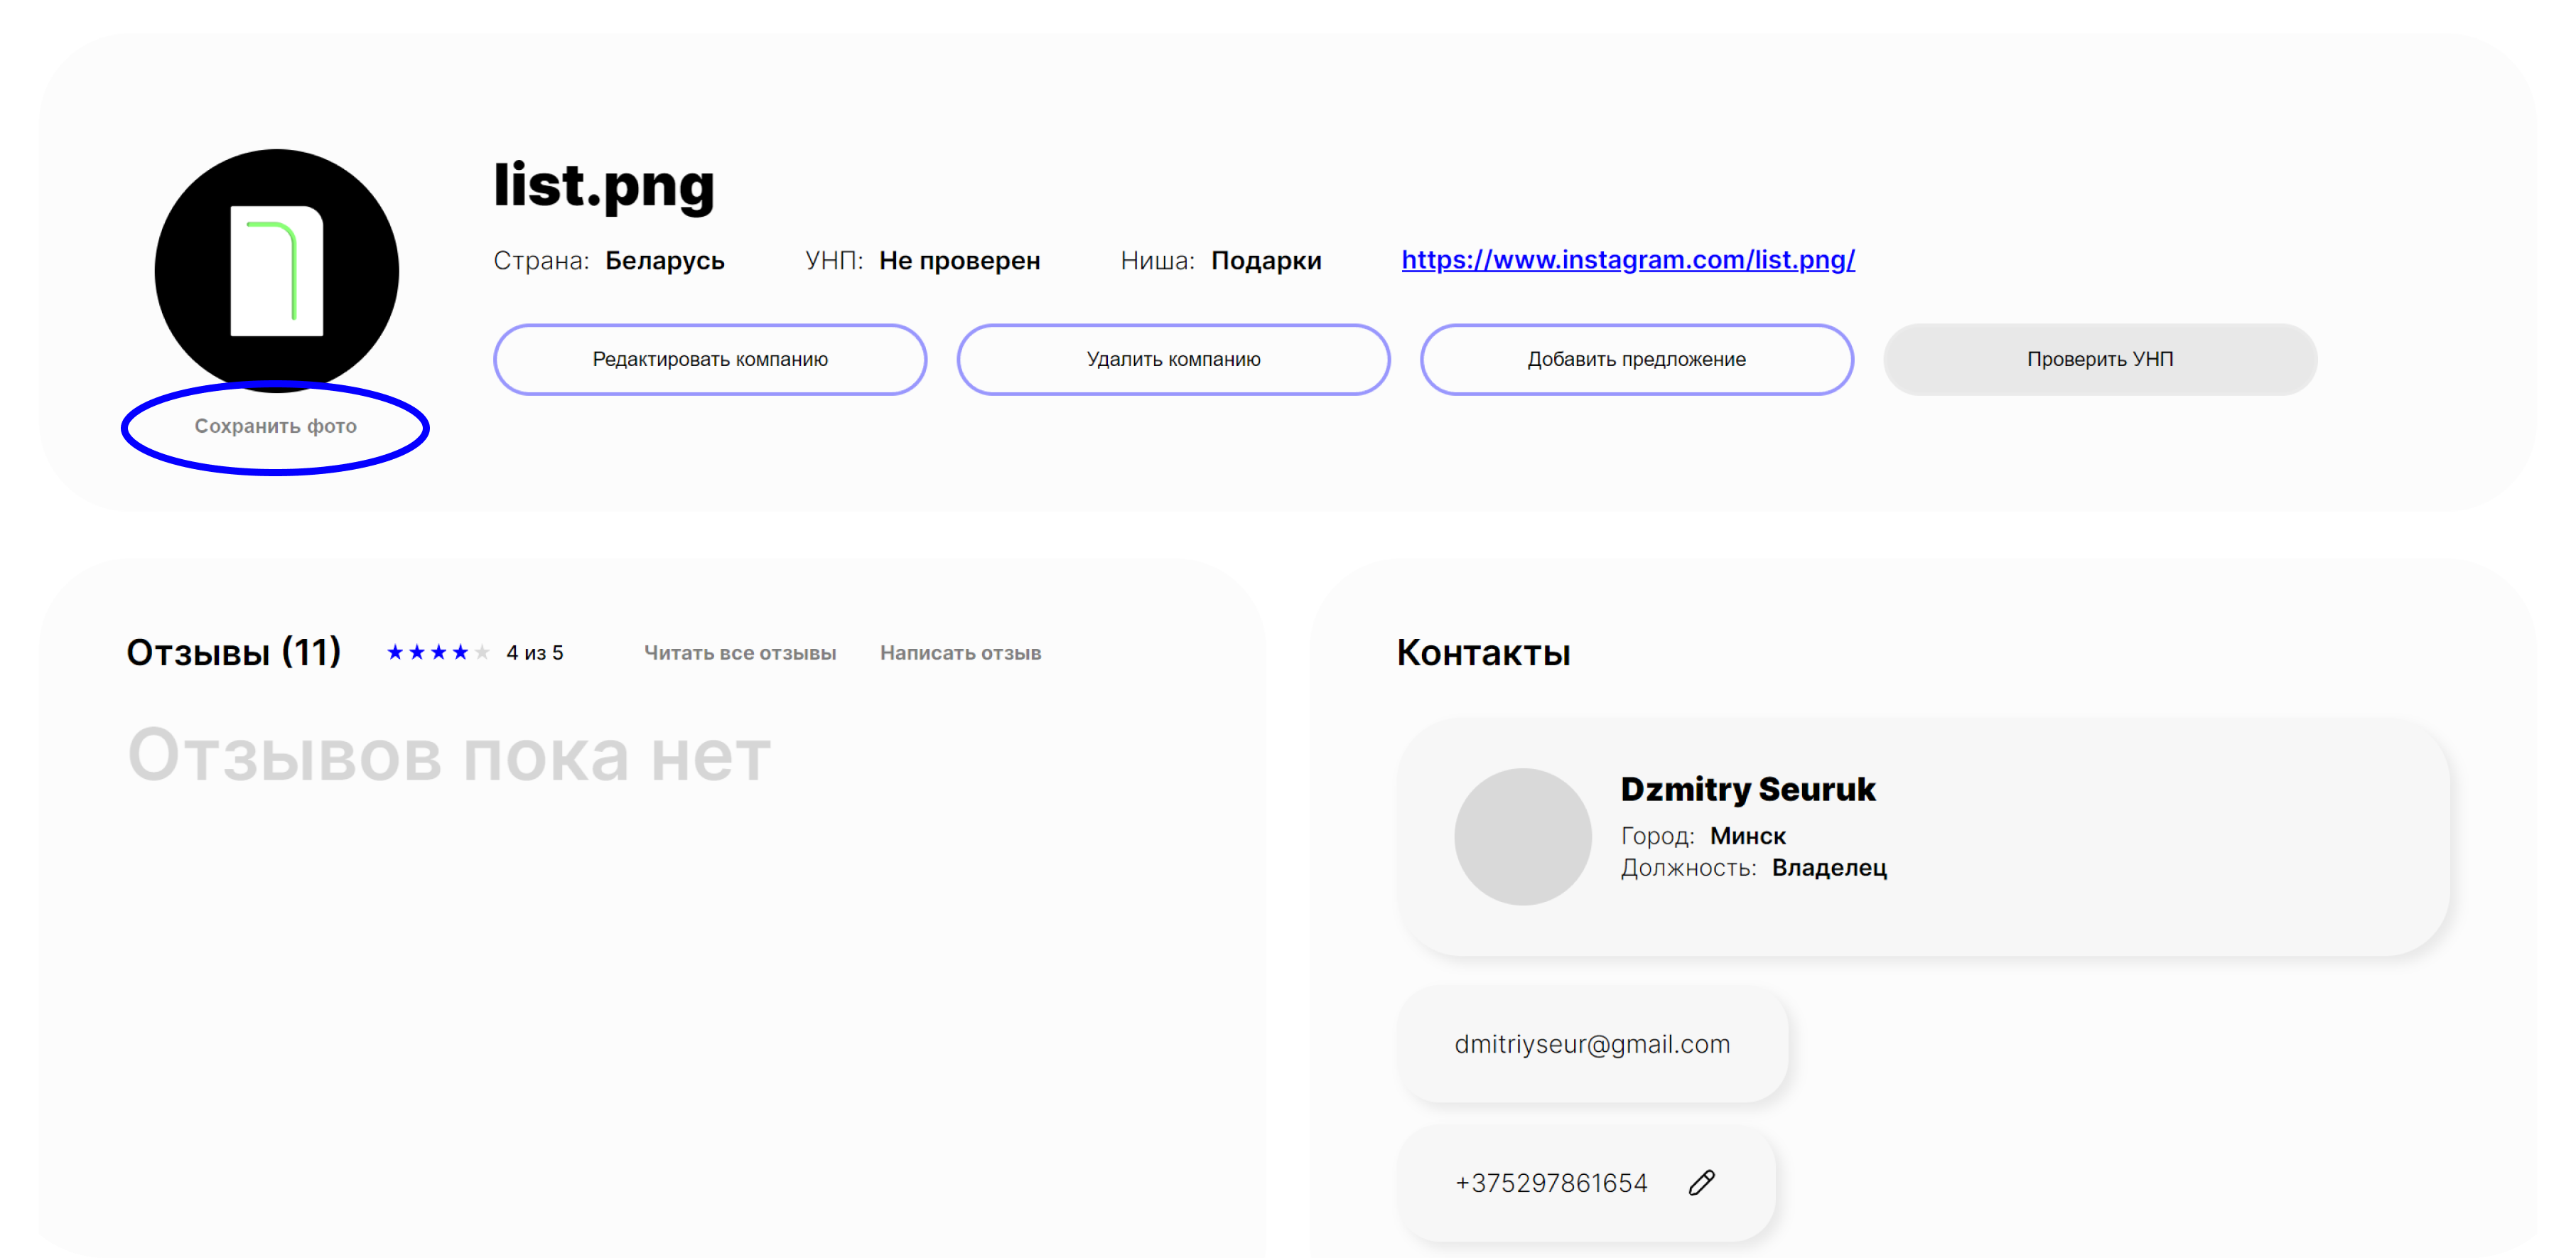 list.png
Страна: Беларусь УНП: Не проверен Ниша: Подарки https://www.instagram.com/list.png/
Редактировать компанию Удалить компанию Добавить предложение Проверить УНП
Сохранить фото
Отзывы (11) 4 из 5 Читать все отзывы Написать отзыв
Отзывов пока нет
Контакты
Dzmitry Seuruk
Город: Минск
Должность: Владелец
dmitriyseur@gmail.com
+375297861654